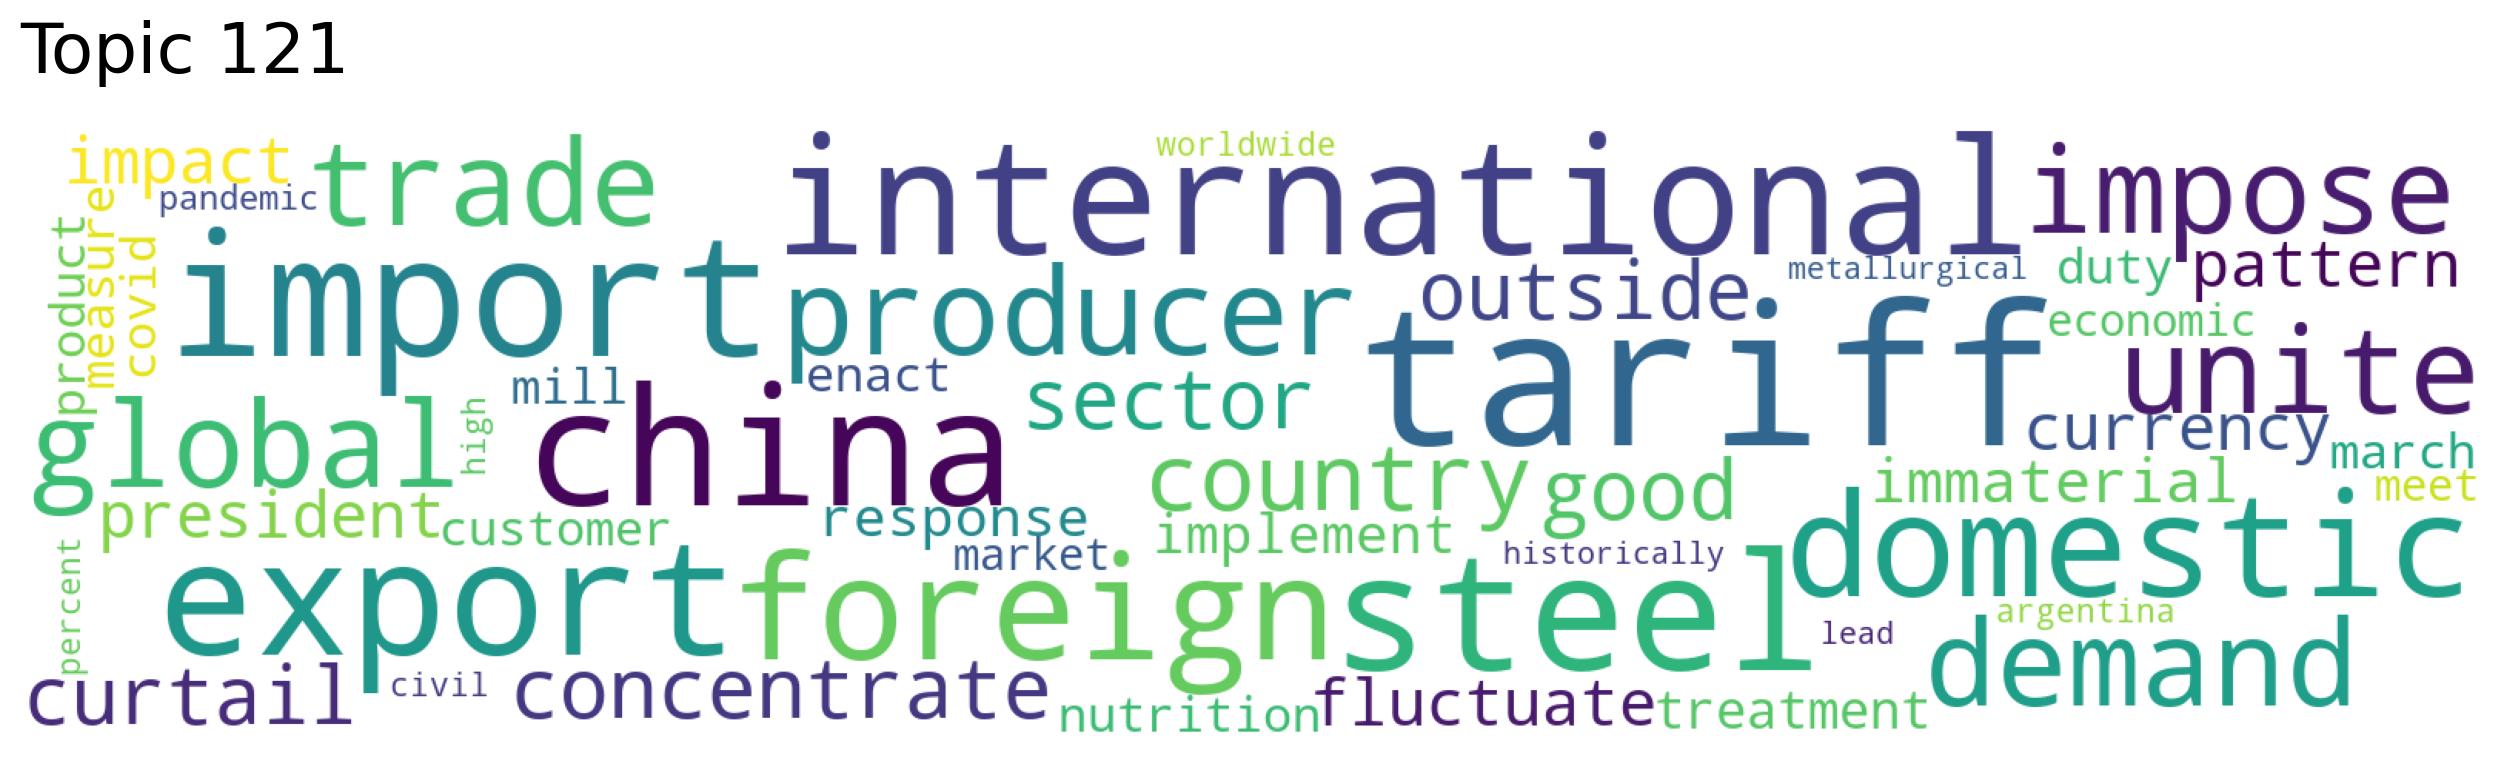 Topic 121
impact
trade
international
worldwide
impose
pandemic
product
measure
covid
import
producer
outside
metallurgical
duty
pattern
tariff
economic
unite
mill
enact
sector
china
global
high
currency
march
country
good
immaterial
meet
president
customer
response
implement
market
historically
domestic
percent
export
foreign
steel
lead
argentina
demand
curtail
civil
concentrate
nutrition
fluctuate
treatment